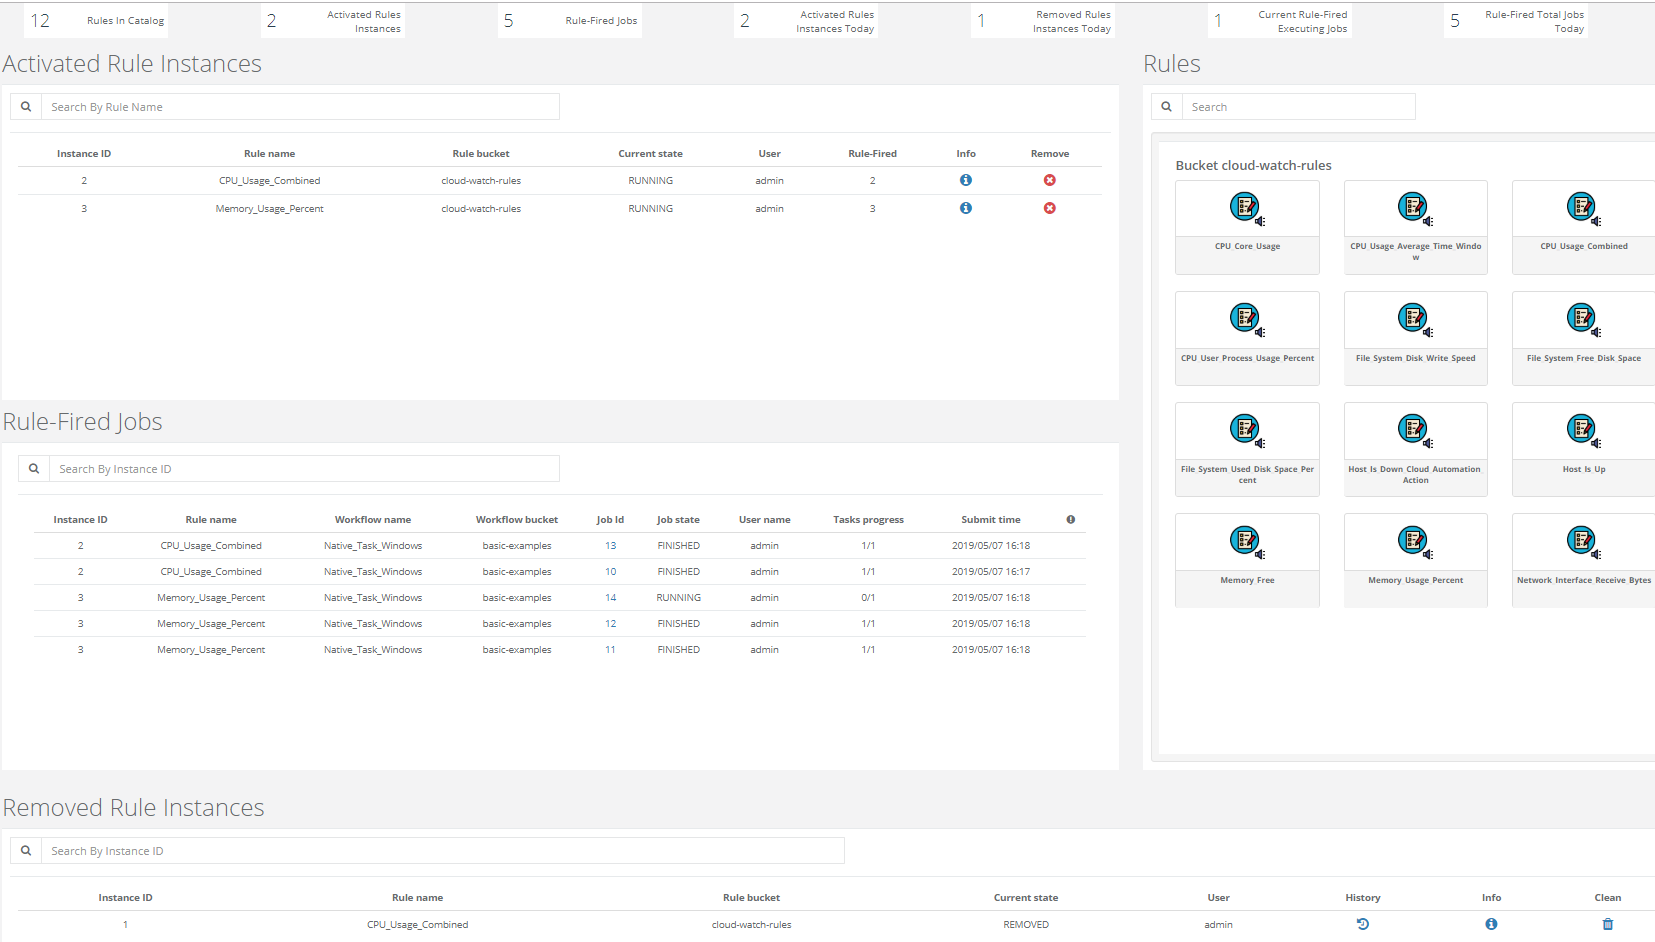 12 Rules In Catalog
2 Activated Rules
Instances
5 Rule-Fired Jobs
2 Activated Rules
Instances Today
1 Removed Rules
Instances Today
1 Current Rule-Fired
Executing Jobs
5 Rule-Fired Total Jobs
Today
Activated Rule Instances
Search By Rule Name
Instance ID Rule name Rule bucket Current state User Rule-Fired Info Remove
2 CPU_Usage_Combined cloud-watch-rules RUNNING admin 2
3 Memory_Usage_Percent cloud-watch-rules RUNNING admin 3
Rule-Fired Jobs
Search By Instance ID
Instance ID Rule name Workflow name Workflow bucket Job Id Job state User name Tasks progress Submit time
2 CPU_Usage_Combined Native_Task_Windows basic-examples 13 FINISHED admin 1/1 2019/05/07 16:18
2 CPU_Usage_Combined Native_Task_Windows basic-examples 10 FINISHED admin 1/1 2019/05/07 16:17
3 Memory_Usage_Percent Native_Task_Windows basic-examples 14 RUNNING admin 0/1 2019/05/07 16:18
3 Memory_Usage_Percent Native_Task_Windows basic-examples 12 FINISHED admin 1/1 2019/05/07 16:18
3 Memory_Usage_Percent Native_Task_Windows basic-examples 11 FINISHED admin 1/1 2019/05/07 16:18
Rules
Search
Bucket cloud-watch-rules
CPU Core Usage
CPU Usage Average Time Windo
w
CPU Usage Combined
CPU User Process Usage Percent
File System Disk Write Speed
File System Free Disk Space
File System Used Disk Space Per
cent
Host Is Down Cloud Automation
Action
Host Is Up
Memory Free
Memory Usage Percent
Network Interface Receive Bytes
Removed Rule Instances
Search By Instance ID
Instance ID Rule name Rule bucket Current state User History Info Clean
1 CPU_Usage_Combined cloud-watch-rules REMOVED admin